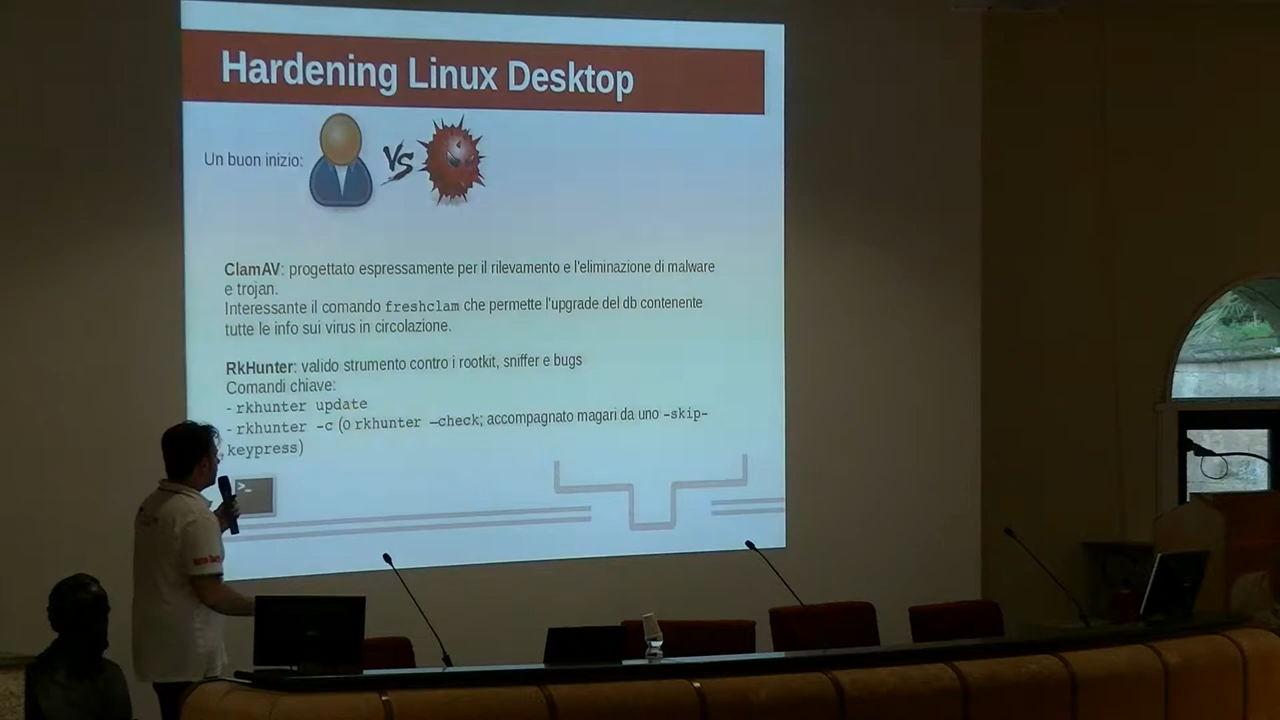 Hardening Linux Desktop
Un buon inizio:
VS
ClamAV: progettato espressamente per il rilevamento e l'eliminazione di malware
e trojan.
Interessante il comando freshclam che permette l'upgrade del db contenente
tutte le info sui virus in circolazione.
RkHunter: valido strumento contro i rootkit, sniffer e bugs
Comandi chiave:
- rkhunter update
- rkhunter –c (o rkhunter –check; accompagnato magari da uno –skip-
keypress)
>_